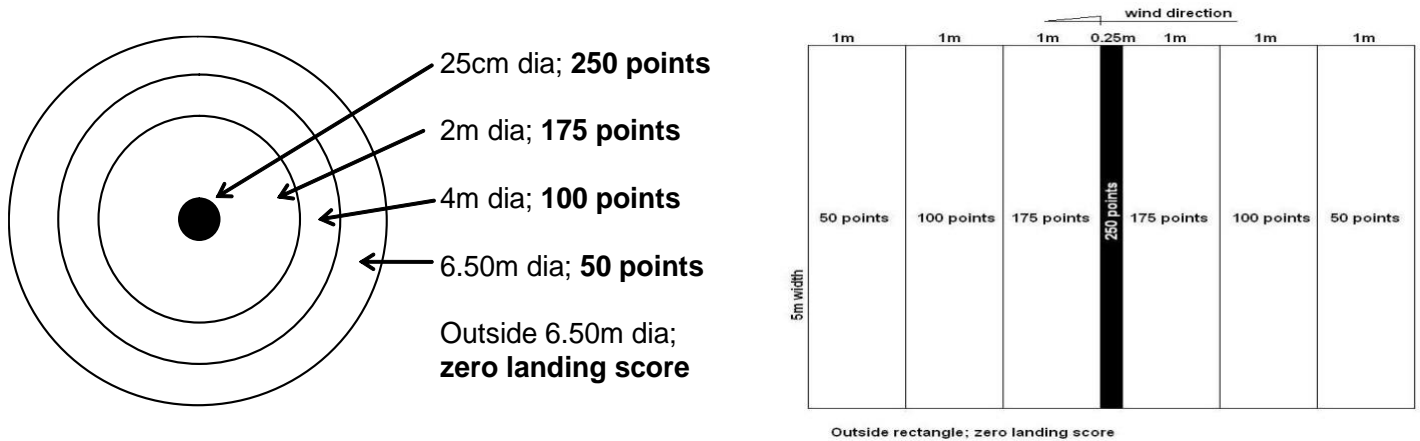 25cm dia; 250 points
2m dia; 175 points
4m dia; 100 points
6.50m dia; 50 points
Outside 6.50m dia;
zero landing score
wind direction
1m 1m 1m 0.25m 1m 1m 1m
50 points 100 points 175 points 250 points 175 points 100 points 50 points
5m width
Outside rectangle; zero landing score